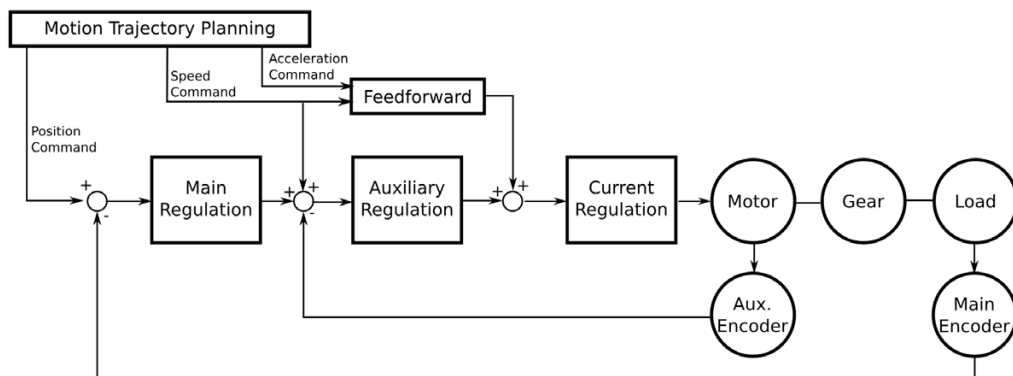 Motion Trajectory Planning
Acceleration
Command
Speed
Command
Feedforward
Position
Command
+
-
Main
Regulation
+
+
-
Auxiliary
Regulation
+
+
Current
Regulation
Motor
Gear
Load
Aux.
Encoder
Main
Encoder